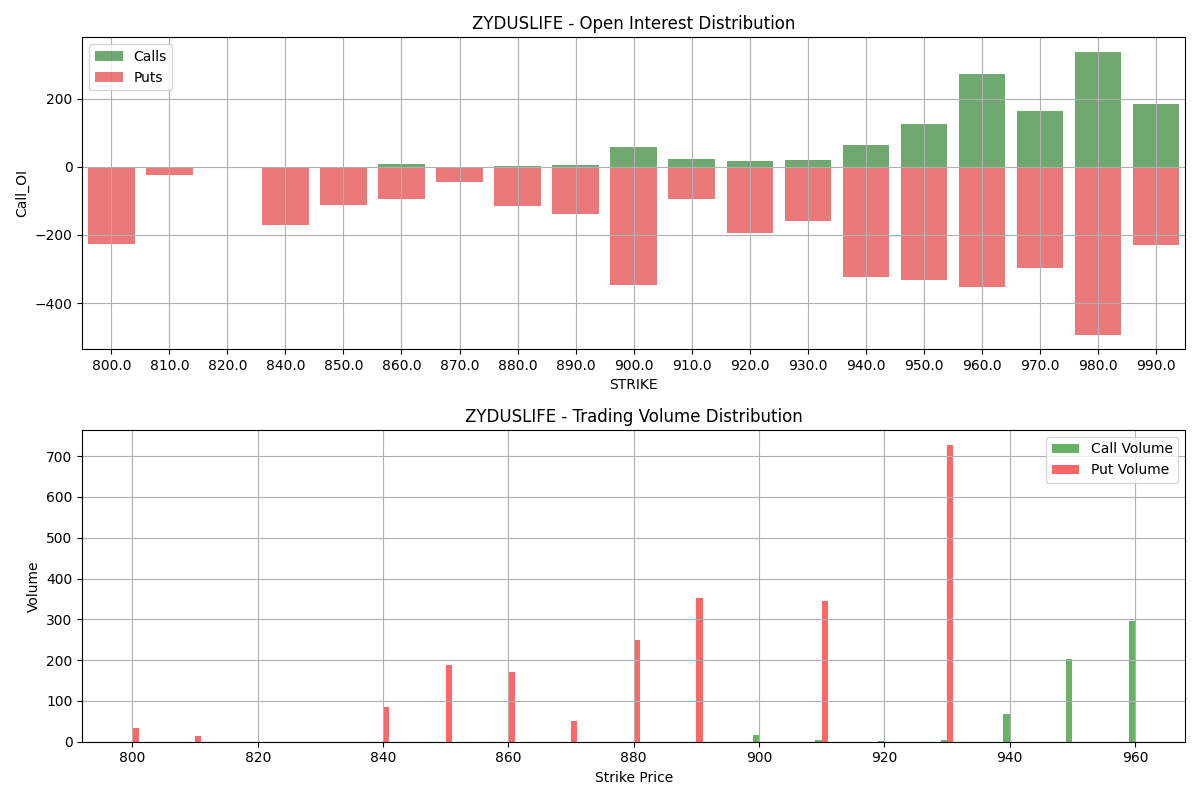 ZYDUSLIFE - Open Interest Distribution
Calls
Puts
200
0
−200
−400
Call_OI
800.0 810.0 820.0 840.0 850.0 860.0 870.0 880.0 890.0 900.0 910.0 920.0 930.0 940.0 950.0 960.0 970.0 980.0 990.0
STRIKE
ZYDUSLIFE - Trading Volume Distribution
Call Volume
Put Volume
700
600
500
400
300
200
100
0
Volume
800 820 840 860 880 900 920 940 960
Strike Price